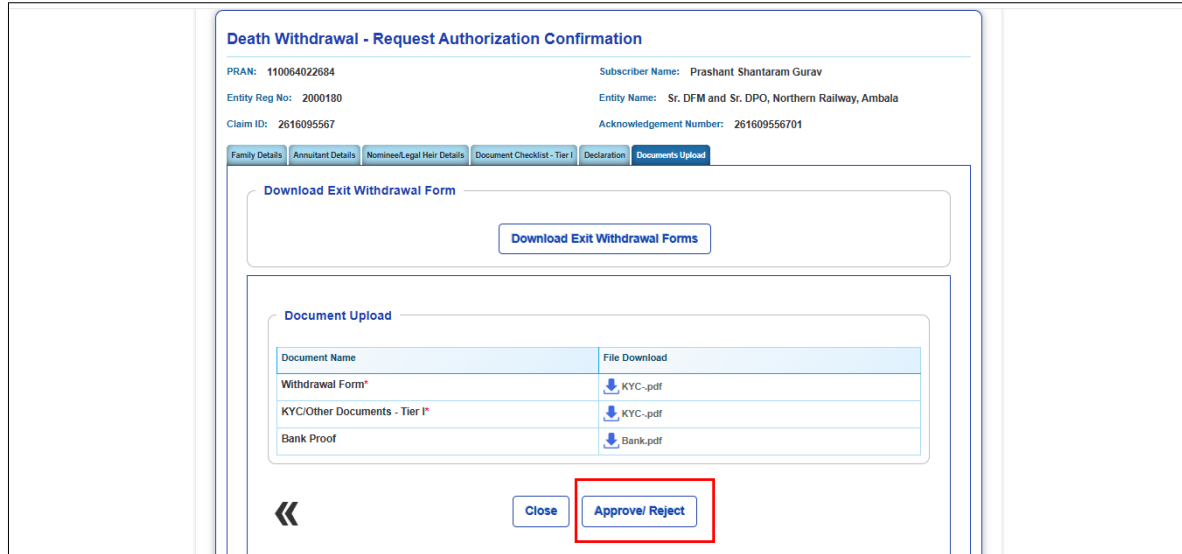 Death Withdrawal - Request Authorization Confirmation
PRAN: 110064022684 Subscriber Name: Prashant Shantaram Gurav
Entity Reg No: 2000180 Entity Name: Sr. DFM and Sr. DPO, Northern Railway, Ambala
Claim ID: 2616095567 Acknowledgement Number: 261609556701
Family Details Annuitant Details Nominee/Legal Heir Details Document Checklist - Tier I Declaration Documents Upload
Download Exit Withdrawal Form
Download Exit Withdrawal Forms
Document Upload
Document Name File Download
Withdrawal Form* KYC-.pdf
KYC/Other Documents - Tier I* KYC-.pdf
Bank Proof Bank.pdf
« Close Approve/ Reject